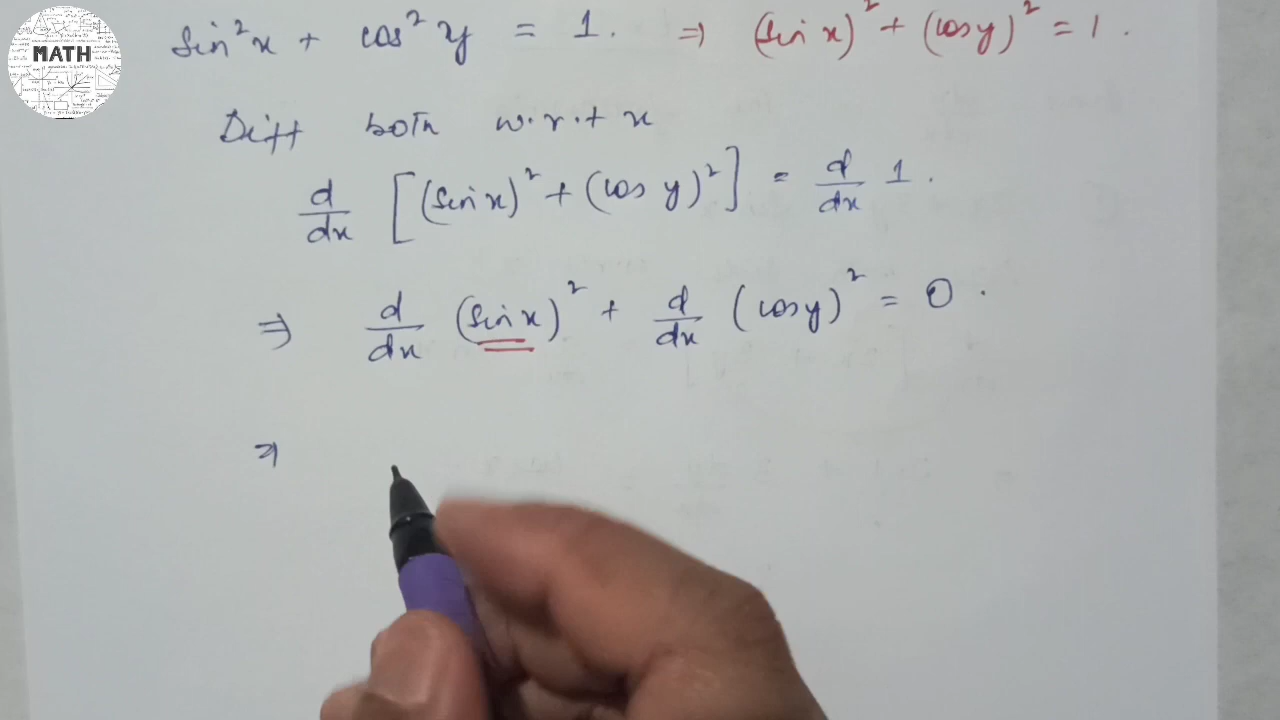 MATH
sin²x + cos²y = 1. ⇒ (sin x)² + (cos y)² = 1.
Diff both w.r.t x
d/dx [(sin x)² + (cos y)²] = d/dx 1.
⇒ d/dx (sin x)² + d/dx (cos y)² = 0.
⇒